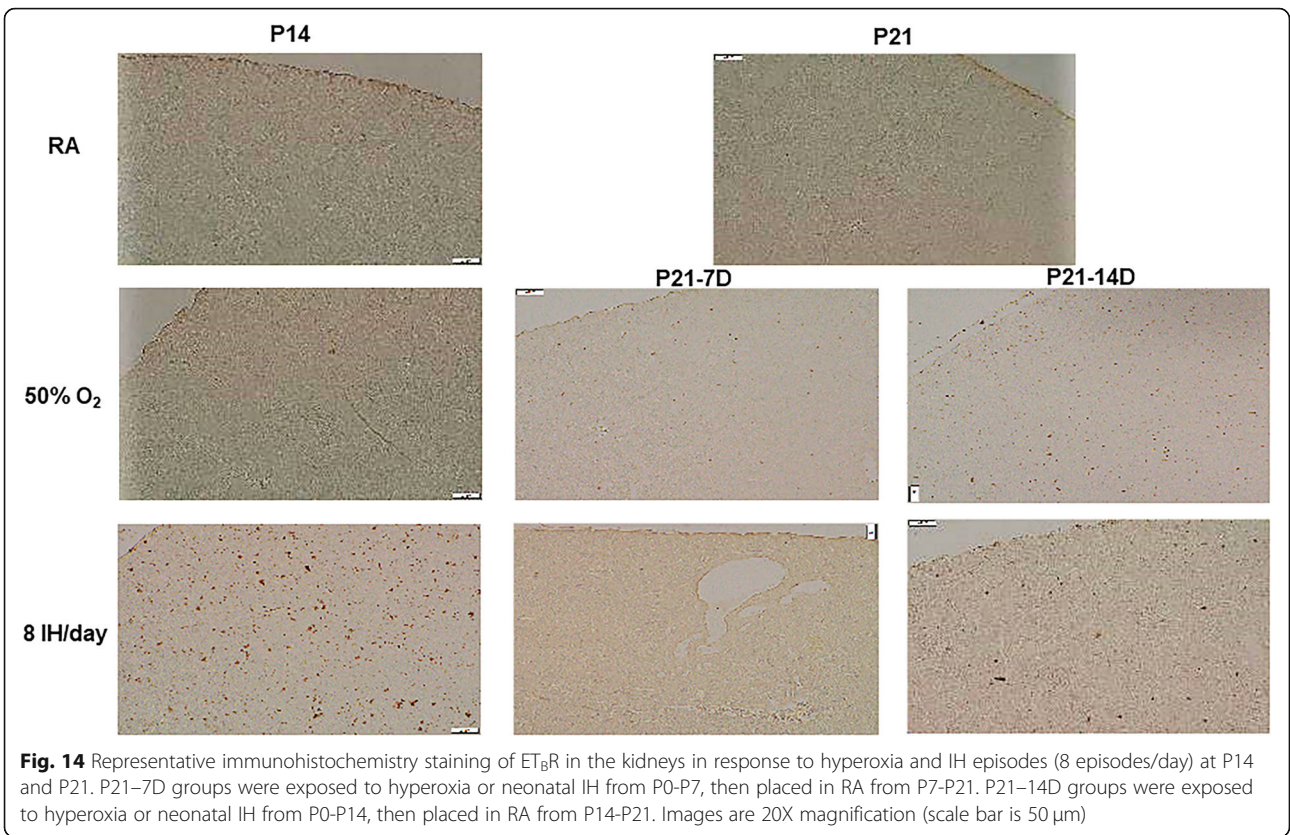 P14
P21
RA
P21-7D
P21-14D
50% O₂
8 IH/day
Fig. 14 Representative immunohistochemistry staining of ET_BR in the kidneys in response to hyperoxia and IH episodes (8 episodes/day) at P14
and P21. P21–7D groups were exposed to hyperoxia or neonatal IH from P0-P7, then placed in RA from P7-P21. P21–14D groups were exposed
to hyperoxia or neonatal IH from P0-P14, then placed in RA from P14-P21. Images are 20X magnification (scale bar is 50 μm)